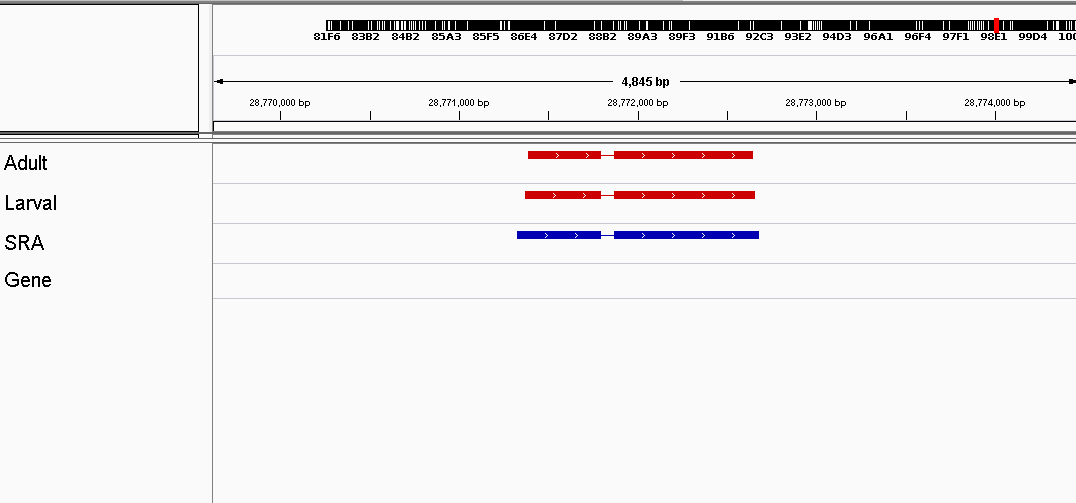 81F6 83B2 84B2 85A3 85F5 86E4 87D2 88B2 89A3 89F3 91B6 92C3 93E2 94D3 96A1 96F4 97F1 98E1 99D4 100
4,845 bp
28,770,000 bp 28,771,000 bp 28,772,000 bp 28,773,000 bp 28,774,000 bp
Adult
Larval
SRA
Gene